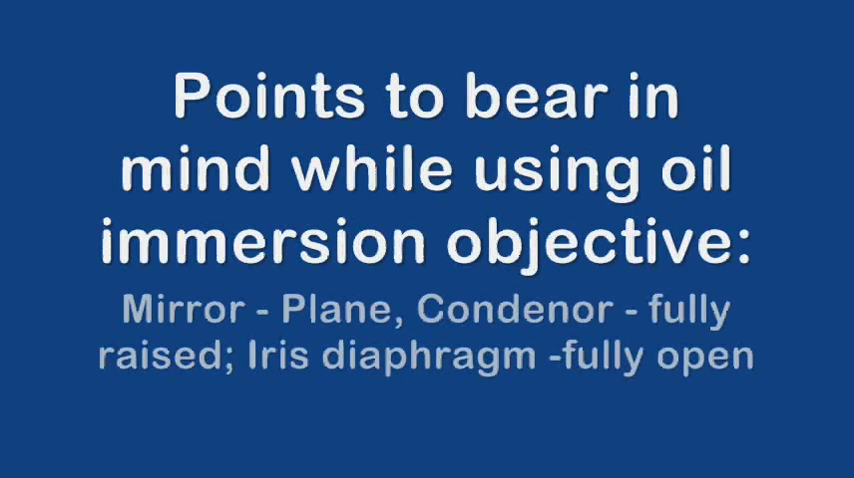 Points to bear in
mind while using oil
immersion objective:
Mirror - Plane, Condenor - fully
raised; Iris diaphragm -fully open